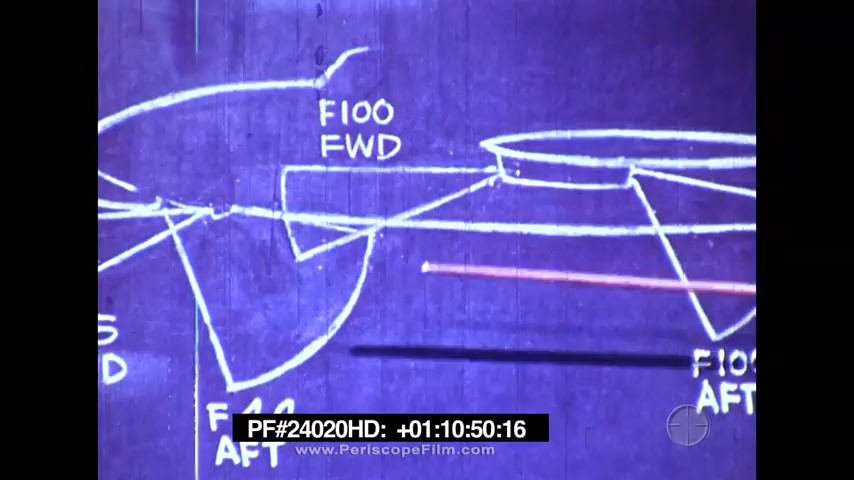 F100
FWD
D
AFT
F100
AFT
PF#24020HD: +01:10:50:16
www.PeriscopeFilm.com